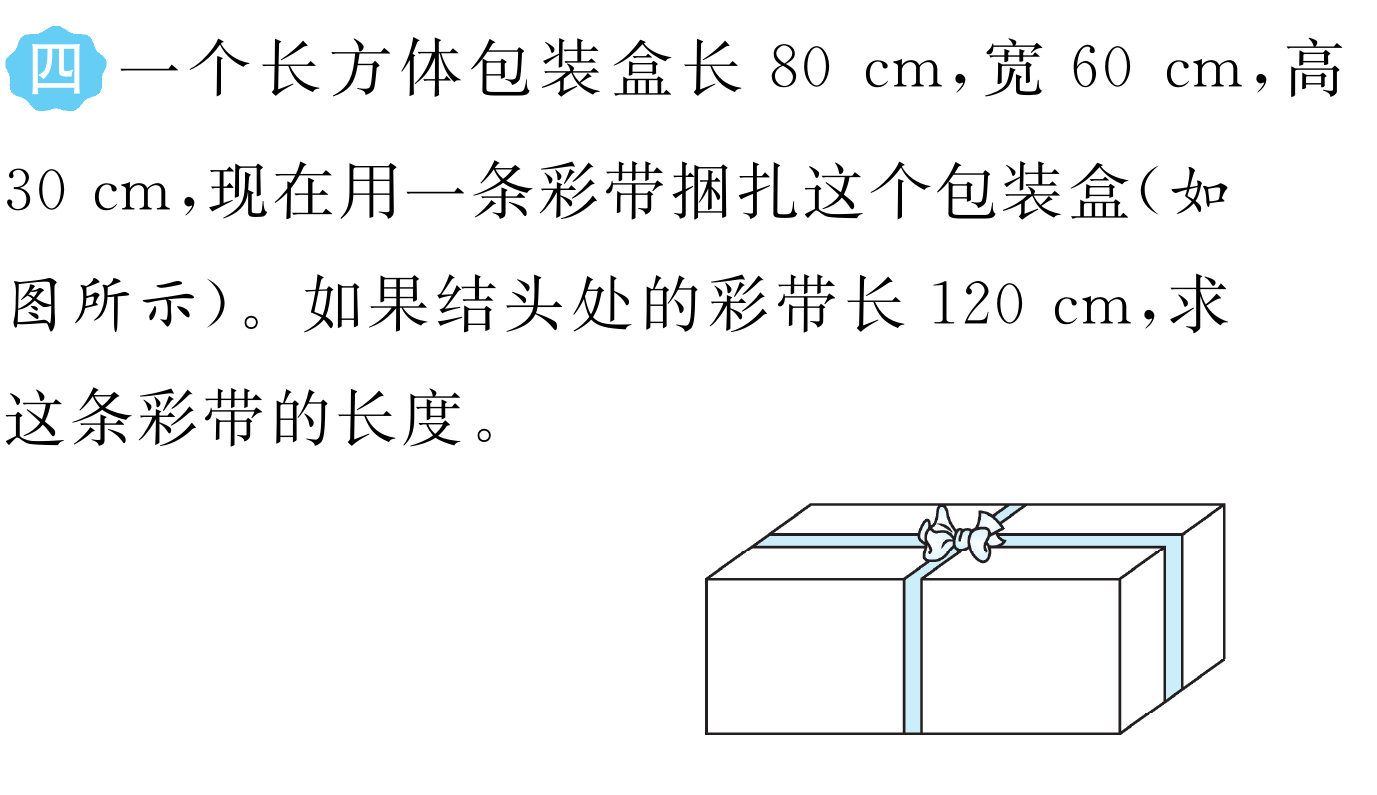 四 一个长方体包装盒长 80 cm,宽 60 cm,高
30 cm,现在用一条彩带捆扎这个包装盒(如
图所示)。如果结头处的彩带长 120 cm,求
这条彩带的长度。